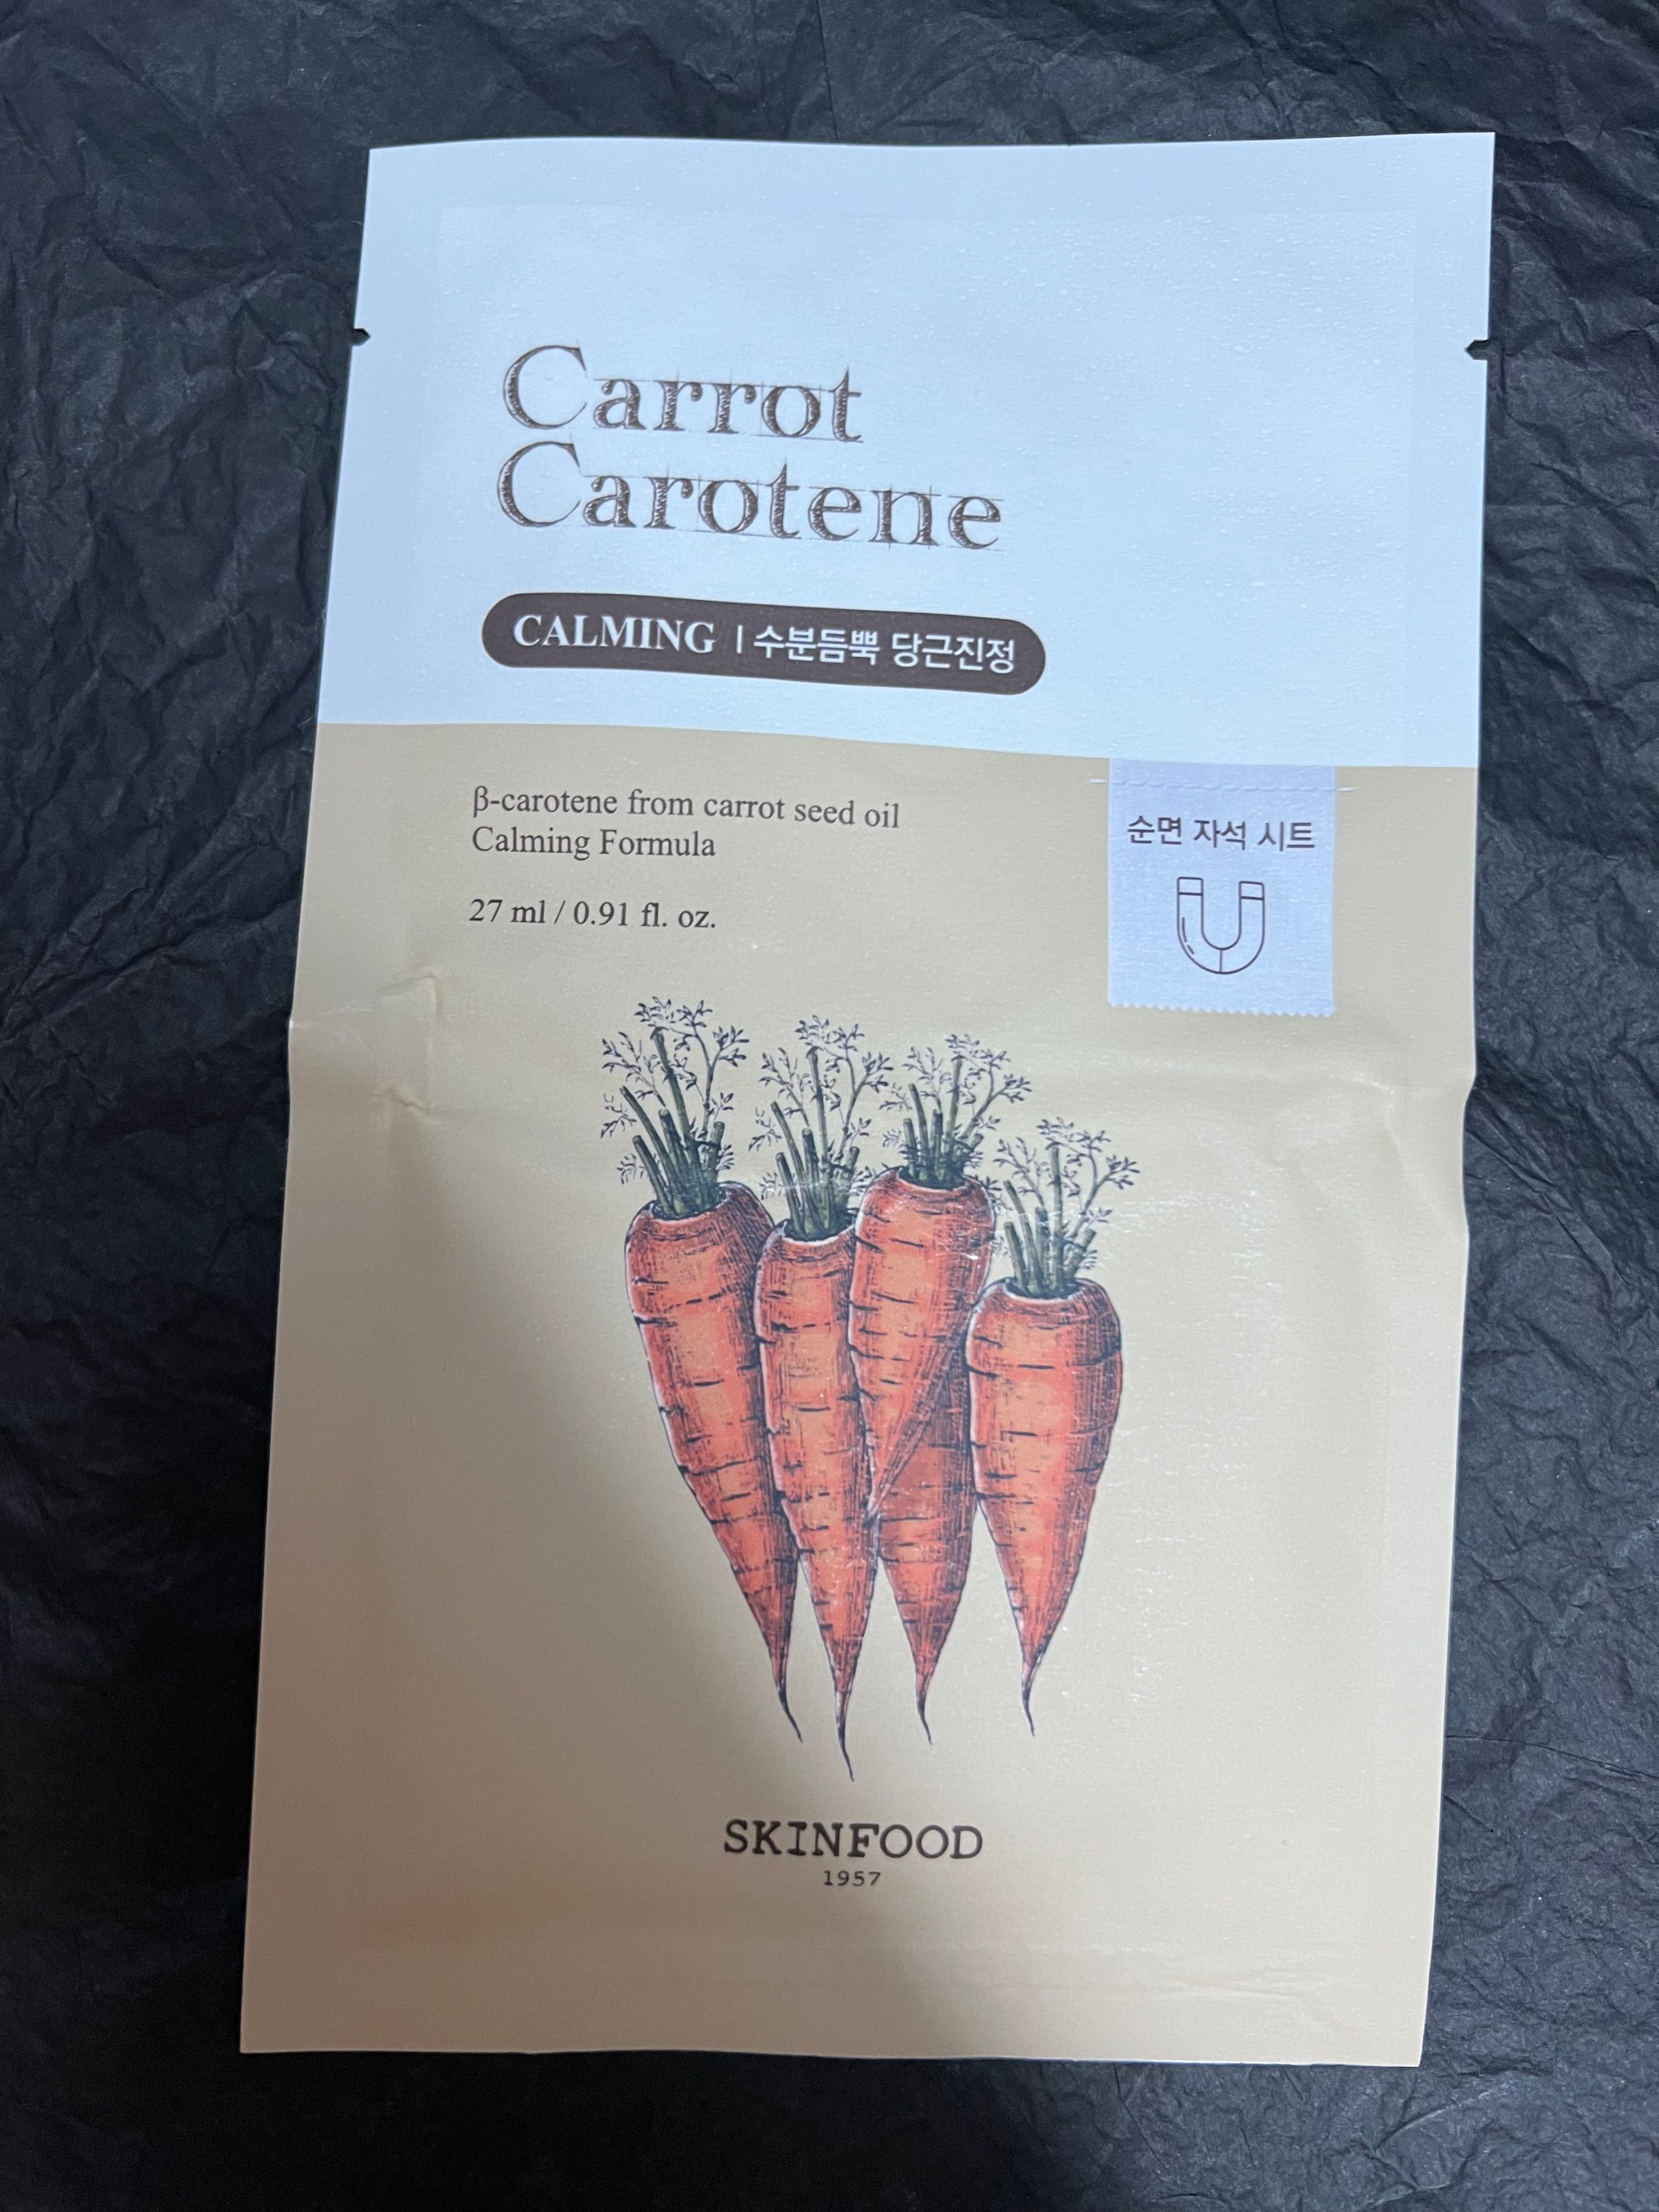 Carrot
Carotene
CALMING | 수분듬뿍 당근진정
β-carotene from carrot seed oil
Calming Formula
27 ml / 0.91 fl. oz.
순면 자석 시트
SKINFOOD
1957